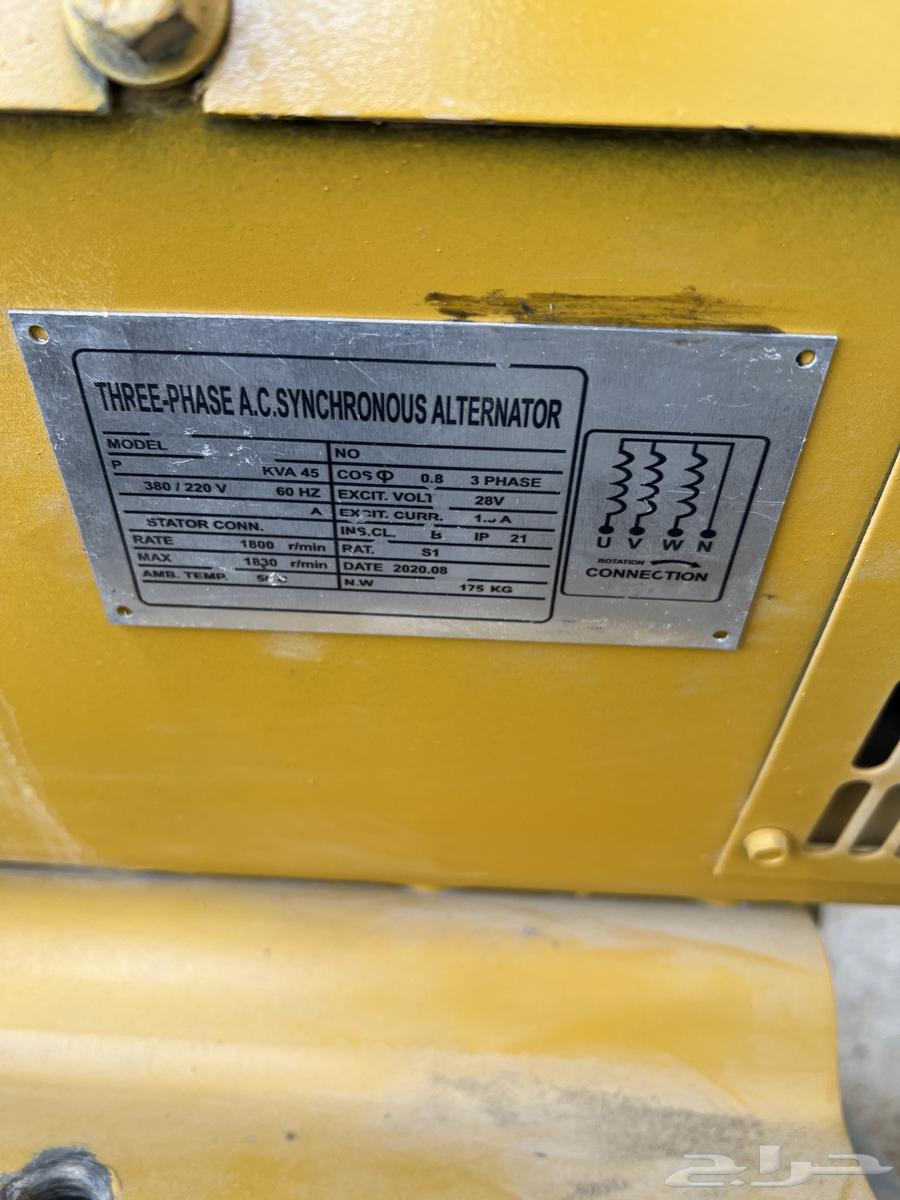 THREE-PHASE A.C.SYNCHRONOUS ALTERNATOR
MODEL
NO
P KVA 45
COS Φ 0.8 3 PHASE
380 / 220 V 60 HZ
EXCIT. VOLT 28V
A
EXCIT. CURR. A
STATOR CONN.
INS.CL. B IP 21
RATE 1800 r/min
RAT. S1
MAX 1830 r/min
DATE 2020.08
AMB. TEMP.
N.W 175 KG
U V W N
ROTATION
CONNECTION
حراج